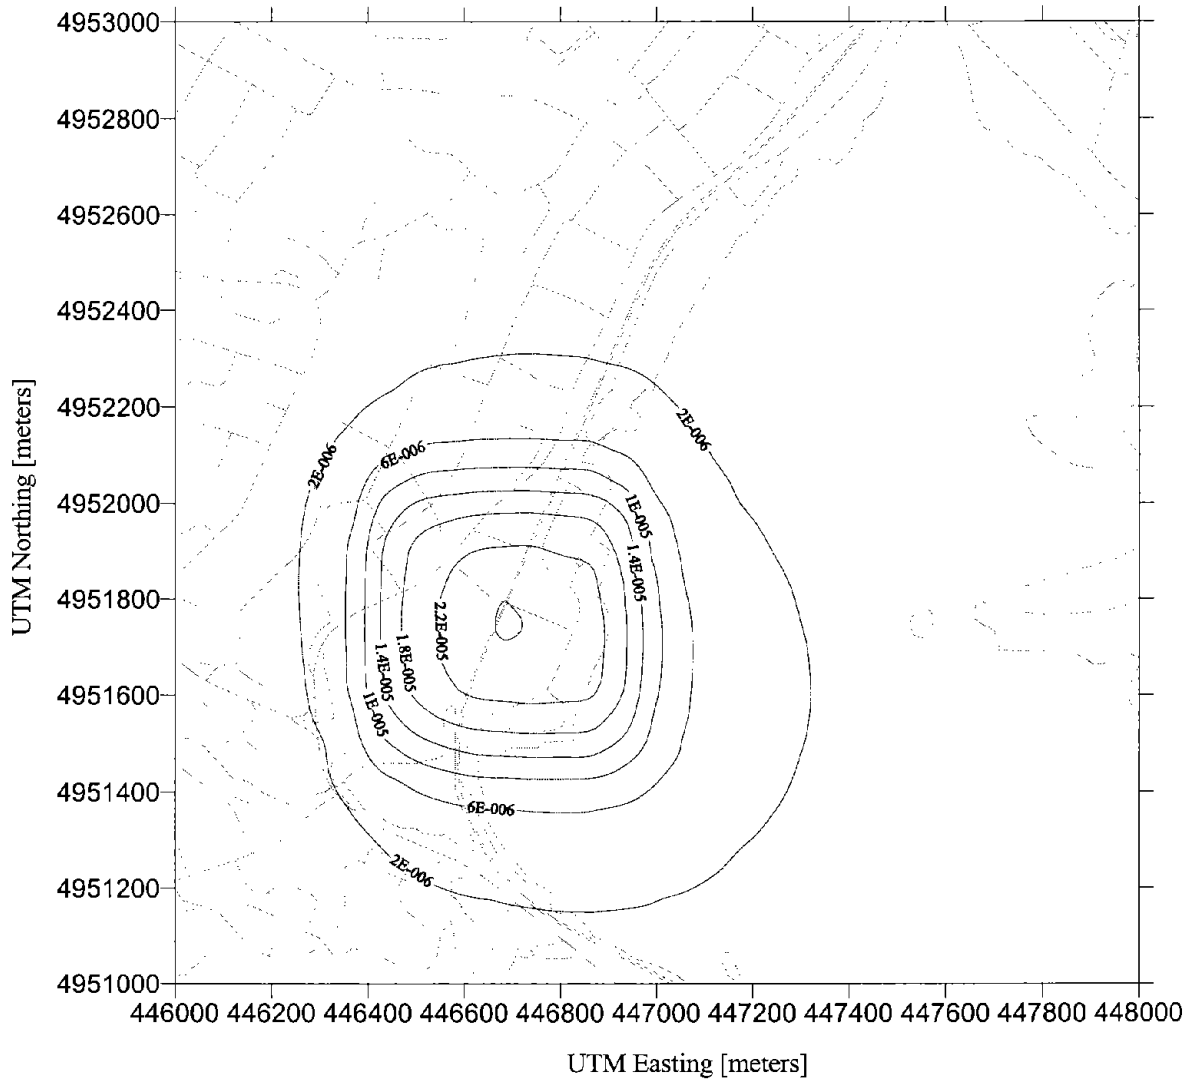 4953000
4952800
4952600
4952400
4952200
4952000
4951800
4951600
4951400
4951200
4951000
UTM Northing [meters]
2E-006
2E-006
6E-006
1E-005
1.4E-005
2.2E-005
1.8E-005
1.4E-005
1E-005
6E-006
2E-006
446000 446200 446400 446600 446800 447000 447200 447400 447600 447800 448000
UTM Easting [meters]